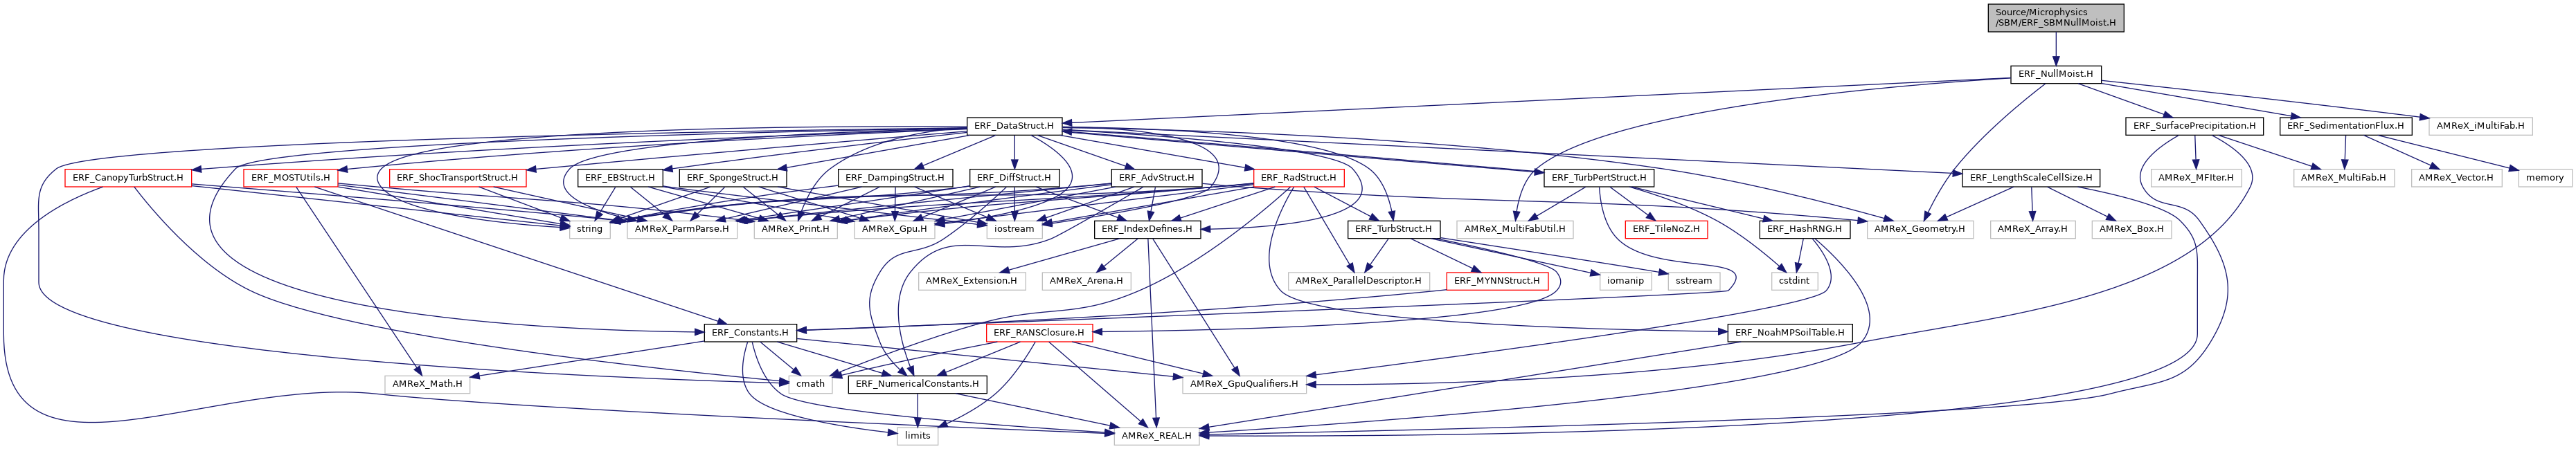 Source/Microphysics
/SBM/ERF_SBMNullMoist.H
ERF_NullMoist.H
ERF_DataStruct.H
ERF_SurfacePrecipitation.H
ERF_SedimentationFlux.H
AMReX_iMultiFab.H
ERF_CanopyTurbStruct.H
ERF_MOSTUtils.H
ERF_ShocTransportStruct.H
ERF_EBStruct.H
ERF_SpongeStruct.H
ERF_DampingStruct.H
ERF_DiffStruct.H
ERF_AdvStruct.H
ERF_RadStruct.H
ERF_TurbPertStruct.H
ERF_LengthScaleCellSize.H
AMReX_MFIter.H
AMReX_MultiFab.H
AMReX_Vector.H
memory
string
AMReX_ParmParse.H
AMReX_Print.H
AMReX_Gpu.H
iostream
ERF_IndexDefines.H
ERF_TurbStruct.H
AMReX_MultiFabUtil.H
ERF_TileNoZ.H
ERF_HashRNG.H
AMReX_Geometry.H
AMReX_Array.H
AMReX_Box.H
AMReX_Extension.H
AMReX_Arena.H
AMReX_ParallelDescriptor.H
ERF_MYNNStruct.H
iomanip
sstream
cstdint
ERF_Constants.H
ERF_RANSClosure.H
ERF_NoahMPSoilTable.H
AMReX_Math.H
cmath
ERF_NumericalConstants.H
AMReX_GpuQualifiers.H
limits
AMReX_REAL.H